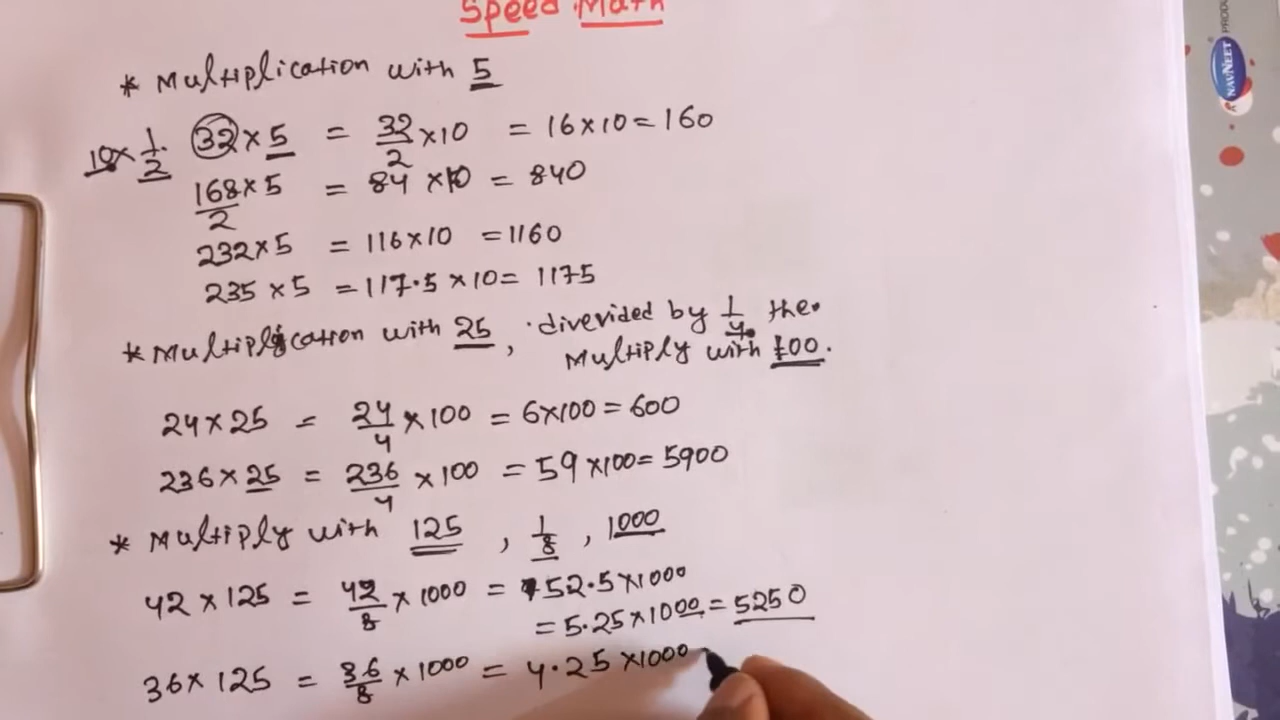 Speed Math
* Multiplication with 5
10 × 1/2. 32 × 5 = 32/2 × 10 = 16 × 10 = 160
168/2 × 5 = 84 × 10 = 840
232 × 5 = 116 × 10 = 1160
235 × 5 = 117.5 × 10 = 1175
* Multiplication with 25, diverided by 1/4. the.
Multiply with 100.
24 × 25 = 24/4 × 100 = 6 × 100 = 600
236 × 25 = 236/4 × 100 = 59 × 100 = 5900
* Multiply with 125, 1/8, 1000
42 × 125 = 42/8 × 1000 = 52.5 × 1000
= 5.25 × 1000 = 5250
36 × 125 = 36/8 × 1000 = 4.25 × 1000
NAVNEET